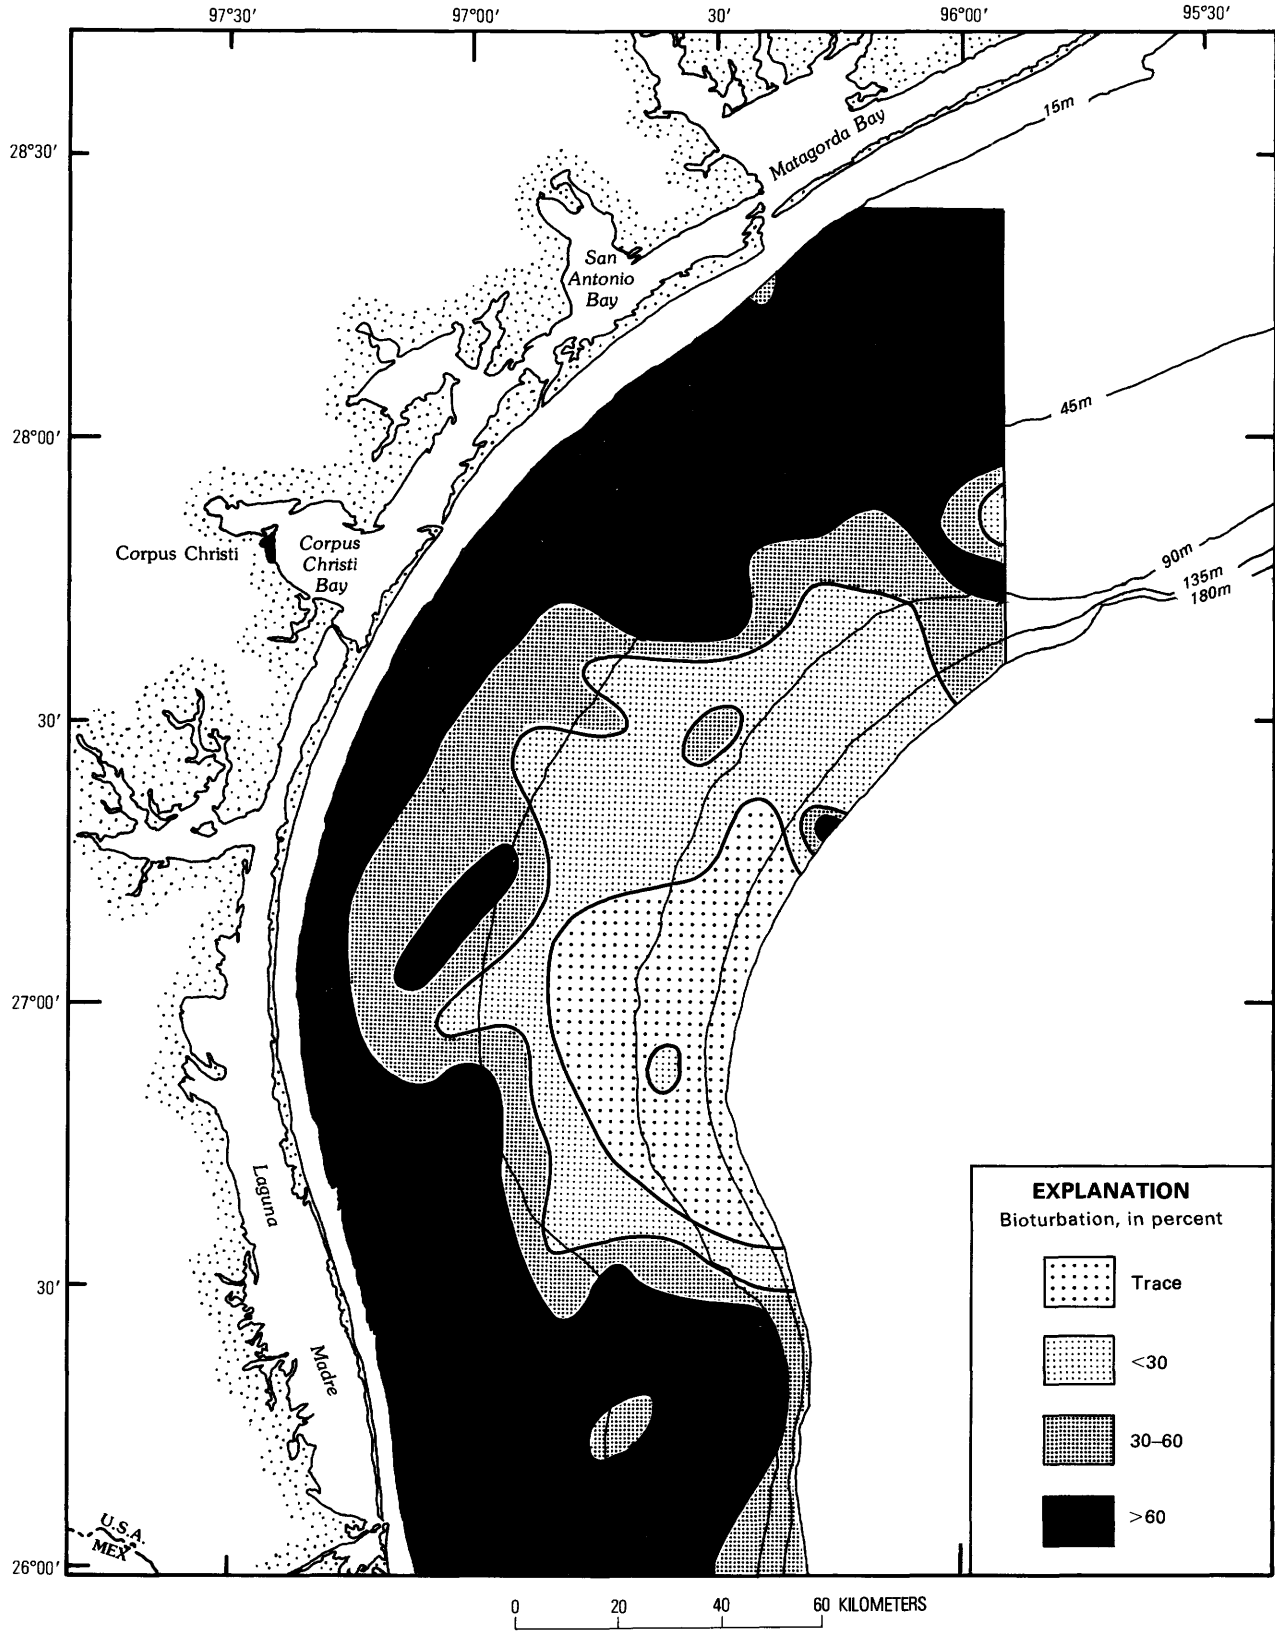 97°30′ 97°00′ 30′ 96°00′ 95°30′
15m
Matagorda Bay
28°30′
San
Antonio
Bay
45m
28°00′
Corpus Christi
Corpus
Christi
Bay
90m
135m
180m
30′
27°00′
Laguna
Madre
30′
EXPLANATION
Bioturbation, in percent
Trace
<30
30–60
>60
U.S.A.
MEX
26°00′
0 20 40 60 KILOMETERS